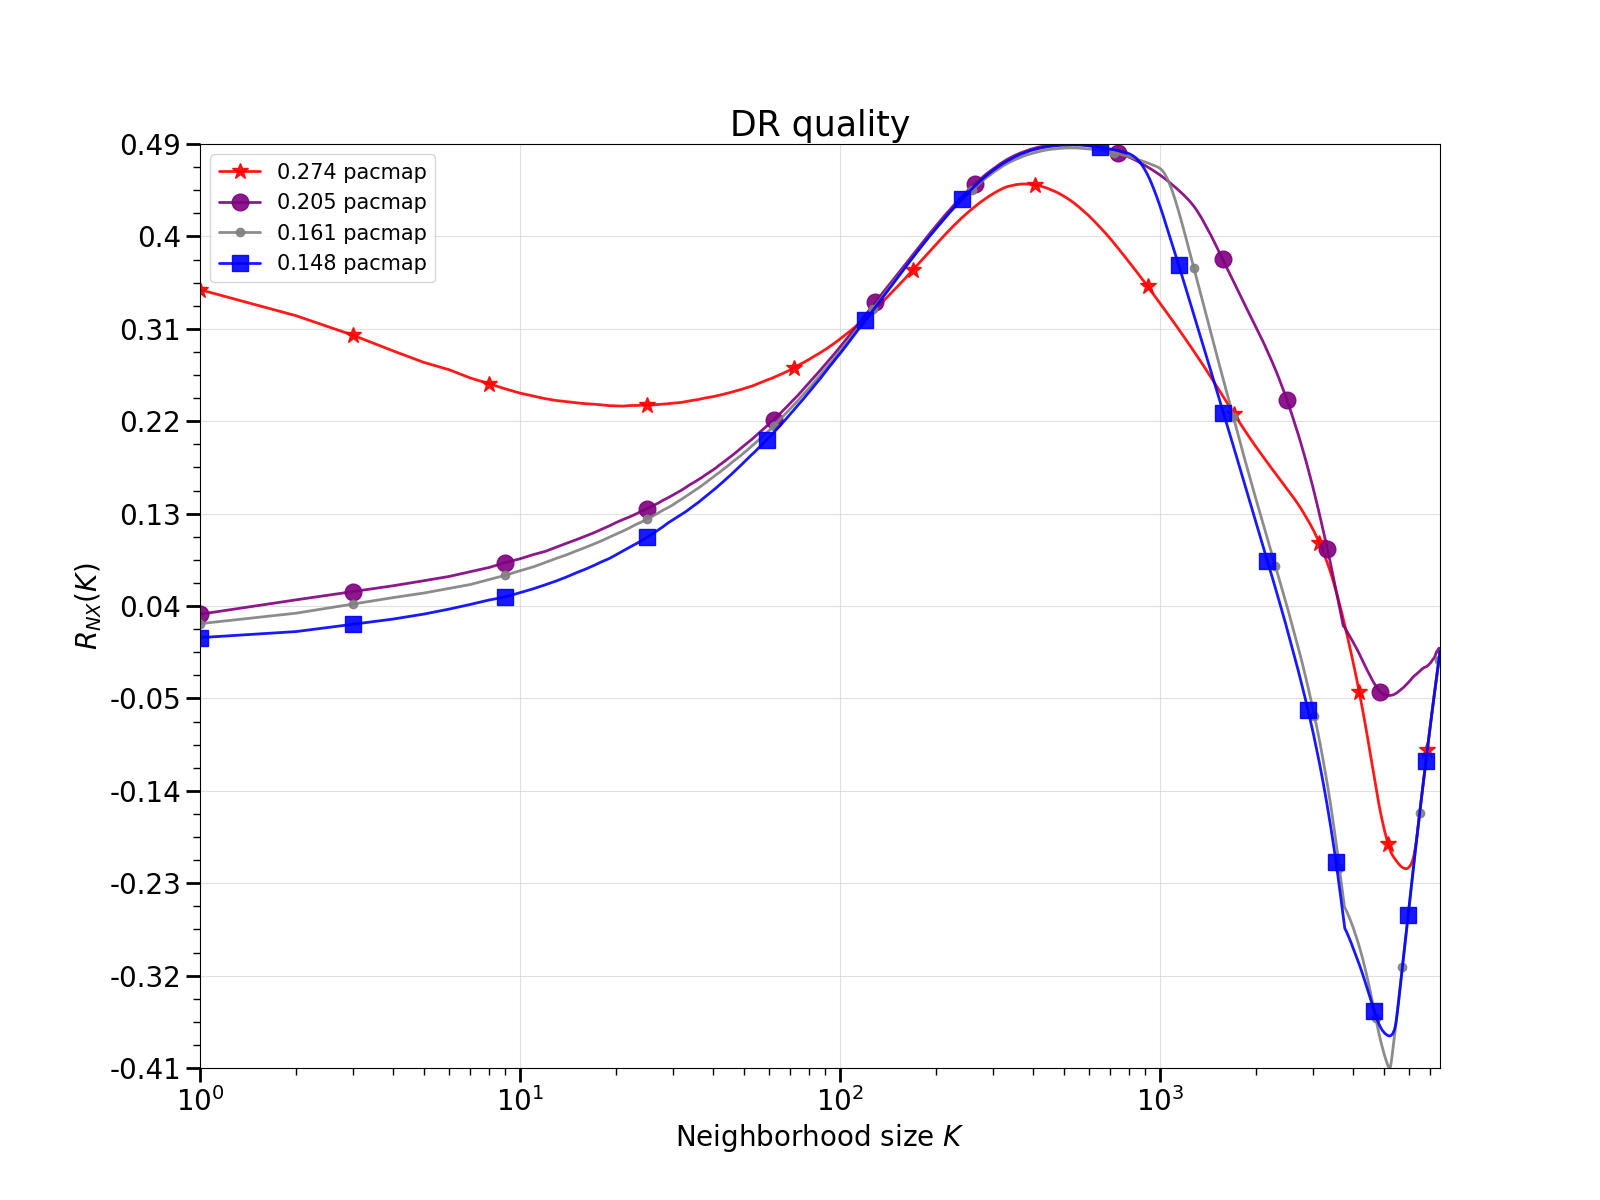 DR quality
0.49
0.4
0.31
0.22
0.13
0.04
-0.05
-0.14
-0.23
-0.32
-0.41
R_{NX}(K)
0.274 pacmap
0.205 pacmap
0.161 pacmap
0.148 pacmap
10^0 10^1 10^2 10^3
Neighborhood size K